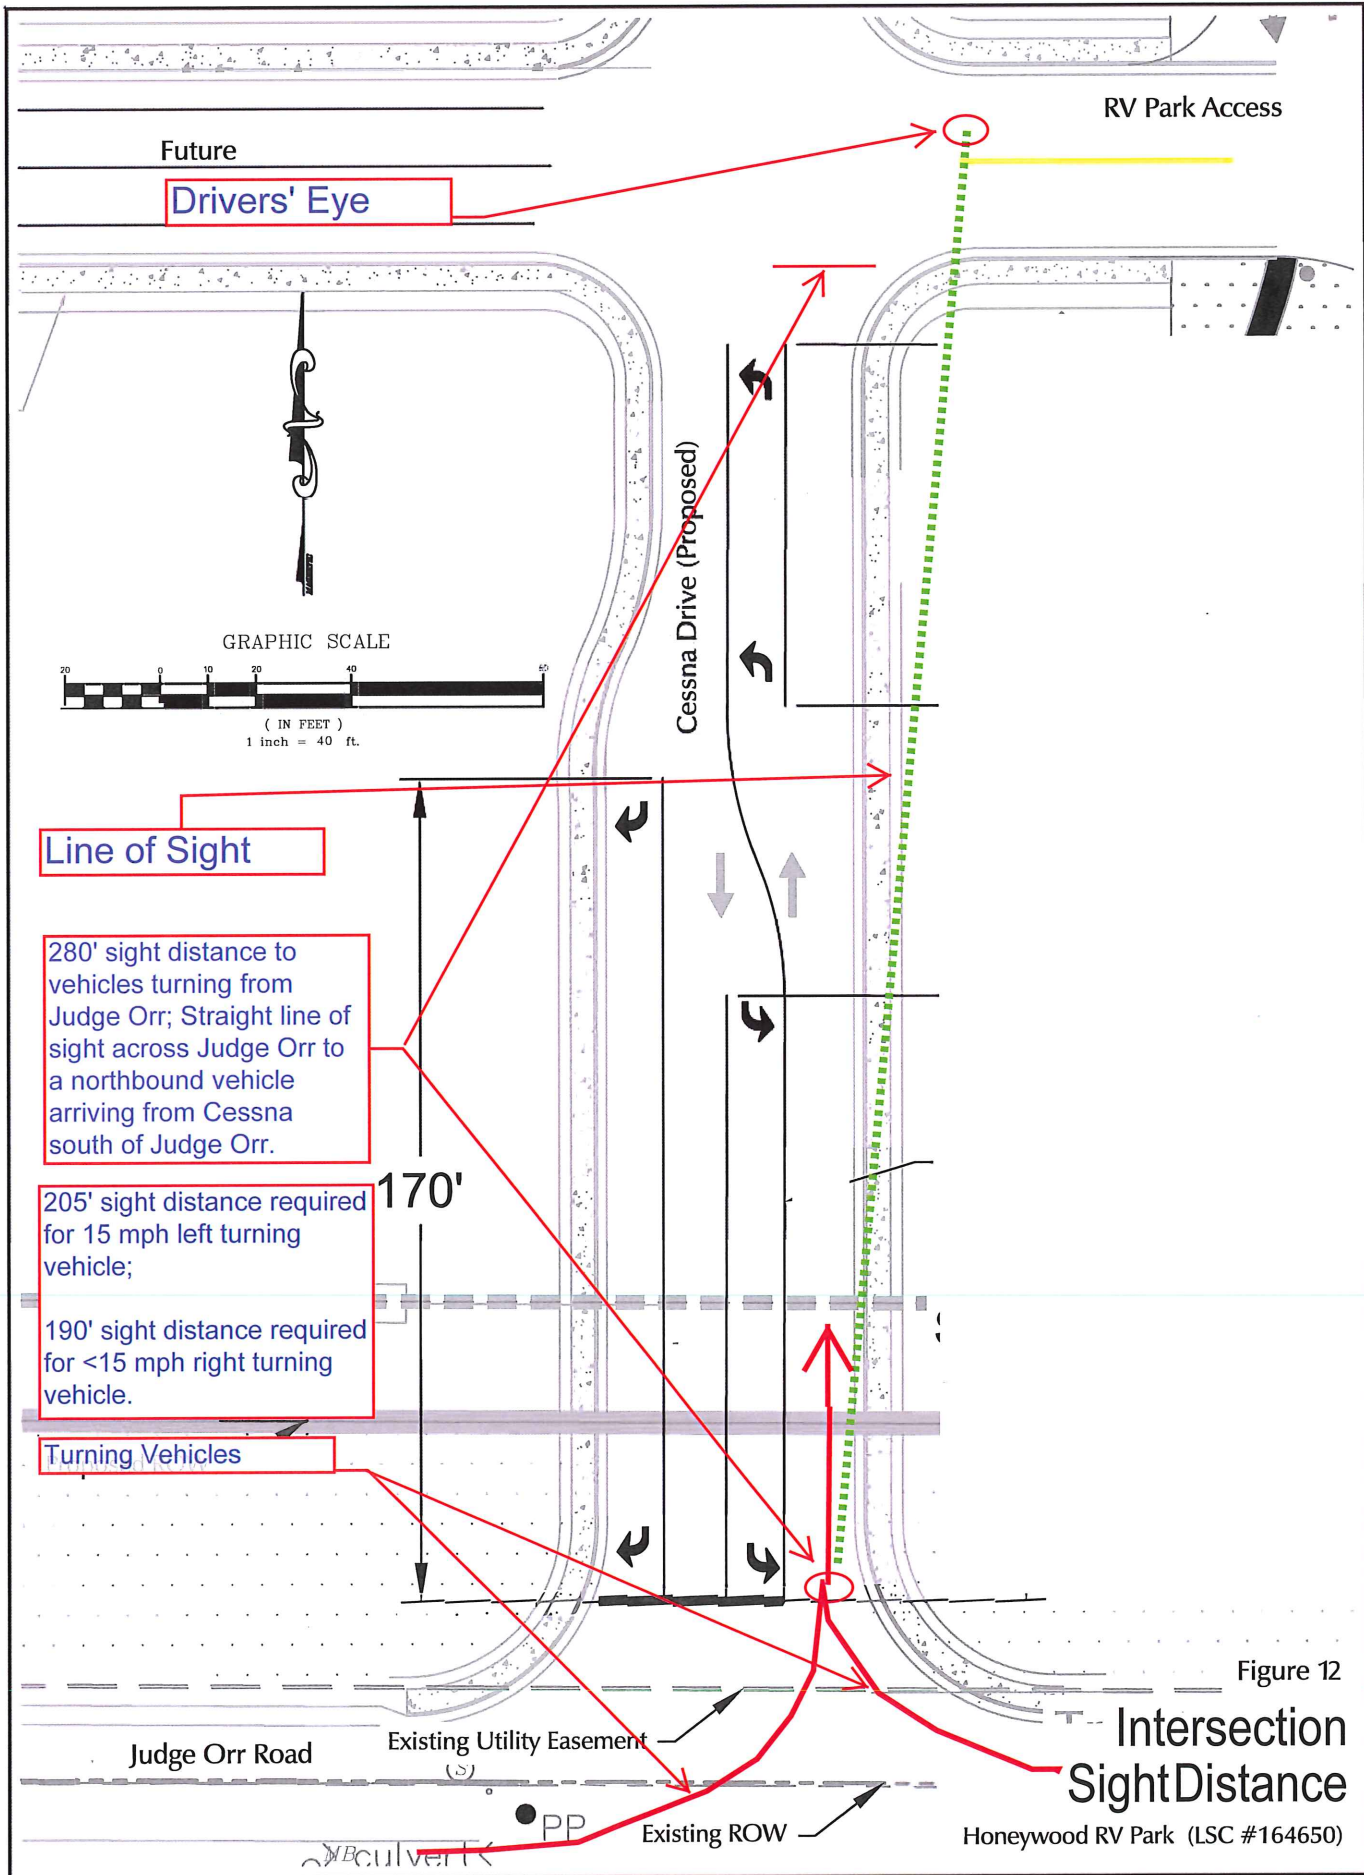 RV Park Access
Future
Drivers' Eye
Cessna Drive (Proposed)
GRAPHIC SCALE
20 0 10 20 40 80
( IN FEET )
1 inch = 40 ft.
Line of Sight
280' sight distance to
vehicles turning from
Judge Orr; Straight line of
sight across Judge Orr to
a northbound vehicle
arriving from Cessna
south of Judge Orr.
170'
205' sight distance required
for 15 mph left turning
vehicle;
190' sight distance required
for <15 mph right turning
vehicle.
Turning Vehicles
Proposed ROW
Figure 12
Intersection
Sight Distance
Existing Utility Easement
Judge Orr Road
(S)
PP
Existing ROW
Honeywood RV Park (LSC #164650)
MB culvert